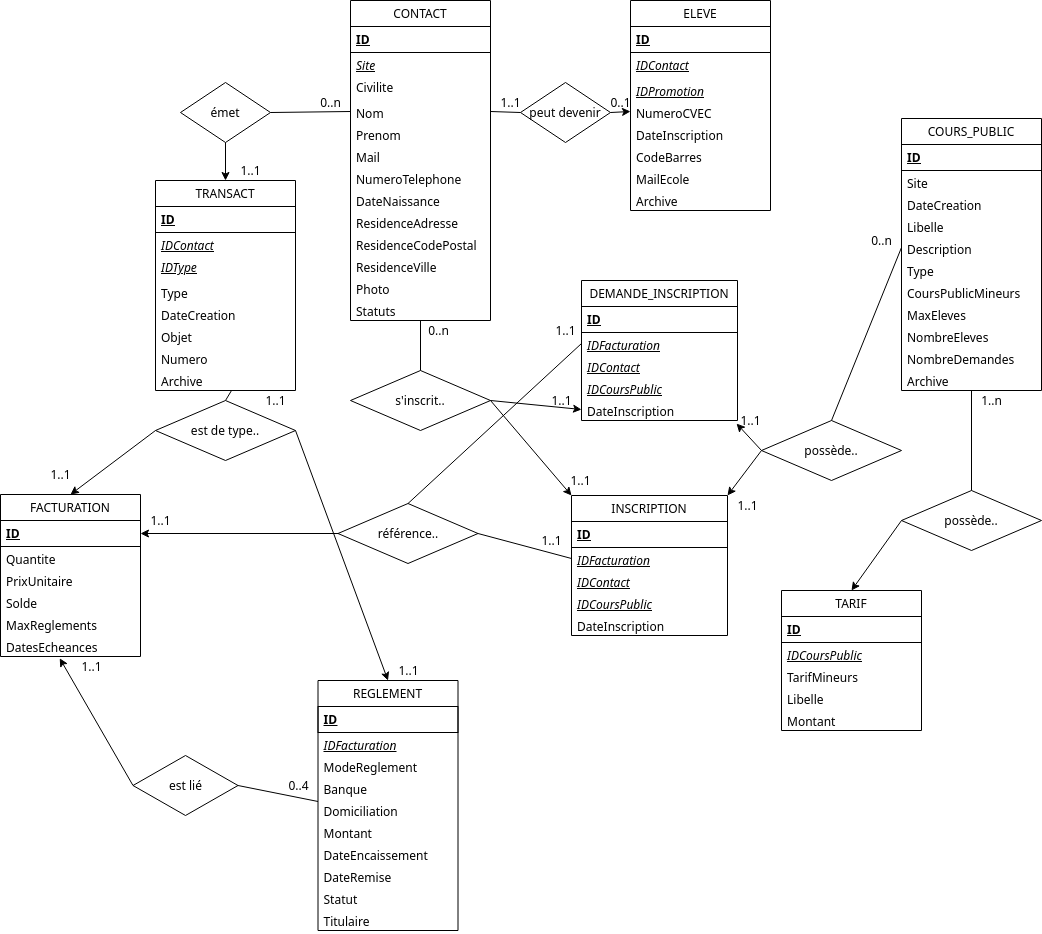 CONTACT
ID
Site
Civilite
Nom
Prenom
Mail
NumeroTelephone
DateNaissance
ResidenceAdresse
ResidenceCodePostal
ResidenceVille
Photo
Statuts
ELEVE
ID
IDContact
IDPromotion
NumeroCVEC
DateInscription
CodeBarres
MailEcole
Archive
1..1
peut devenir
0..1
émet
0..n
1..1
COURS_PUBLIC
ID
Site
DateCreation
Libelle
Description
Type
CoursPublicMineurs
MaxEleves
NombreEleves
NombreDemandes
Archive
0..n
1..n
TRANSACT
ID
IDContact
IDType
Type
DateCreation
Objet
Numero
Archive
1..1
est de type..
1..1
DEMANDE_INSCRIPTION
ID
IDFacturation
IDContact
IDCoursPublic
DateInscription
1..1
0..n
s'inscrit..
1..1
1..1
possède..
1..1
1..1
possède..
FACTURATION
ID
Quantite
PrixUnitaire
Solde
MaxReglements
DatesEcheances
1..1
référence..
1..1
INSCRIPTION
ID
IDFacturation
IDContact
IDCoursPublic
DateInscription
TARIF
ID
IDCoursPublic
TarifMineurs
Libelle
Montant
1..1
1..1
REGLEMENT
ID
IDFacturation
ModeReglement
Banque
Domiciliation
Montant
DateEncaissement
DateRemise
Statut
Titulaire
est lié
0..4